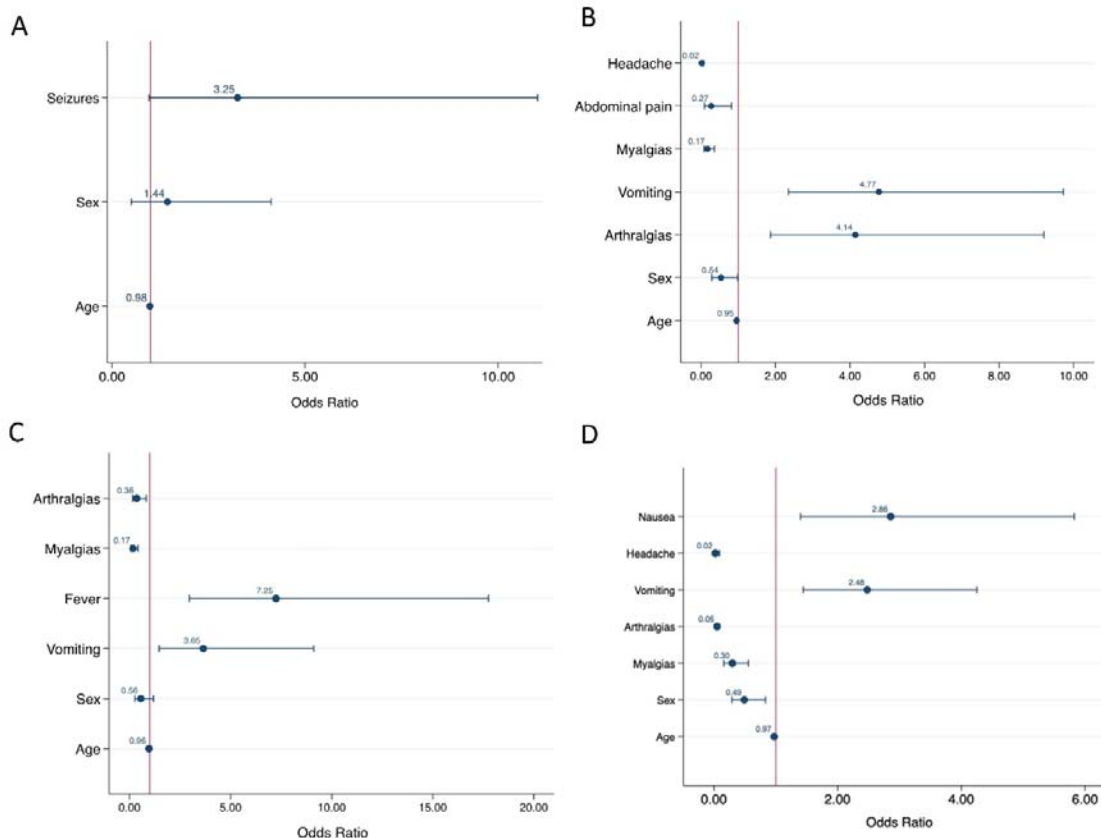 A
Seizures
3.25
Sex
1.44
Age
0.98
0.00 5.00 10.00
Odds Ratio
B
Headache
0.02
Abdominal pain
0.27
Myalgias
0.17
Vomiting
4.77
Arthralgias
4.14
Sex
0.54
Age
0.95
0.00 2.00 4.00 6.00 8.00 10.00
Odds Ratio
C
Arthralgias
0.36
Myalgias
0.17
Fever
7.25
Vomiting
3.65
Sex
0.56
Age
0.96
0.00 5.00 10.00 15.00 20.00
Odds Ratio
D
Nausea
2.86
Headache
0.02
Vomiting
2.48
Arthralgias
0.05
Myalgias
0.30
Sex
0.49
Age
0.97
0.00 2.00 4.00 6.00
Odds Ratio